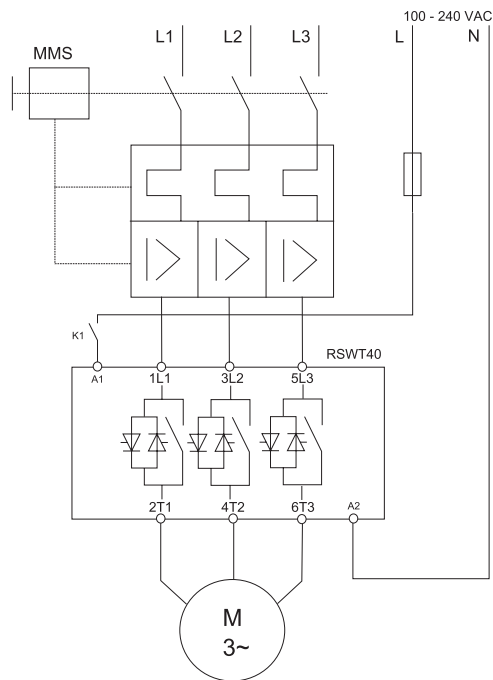 100 - 240 VAC
MMS L1 L2 L3 L N
K1
RSWT40
A1 1L1 3L2 5L3
2T1 4T2 6T3 A2
M
3~